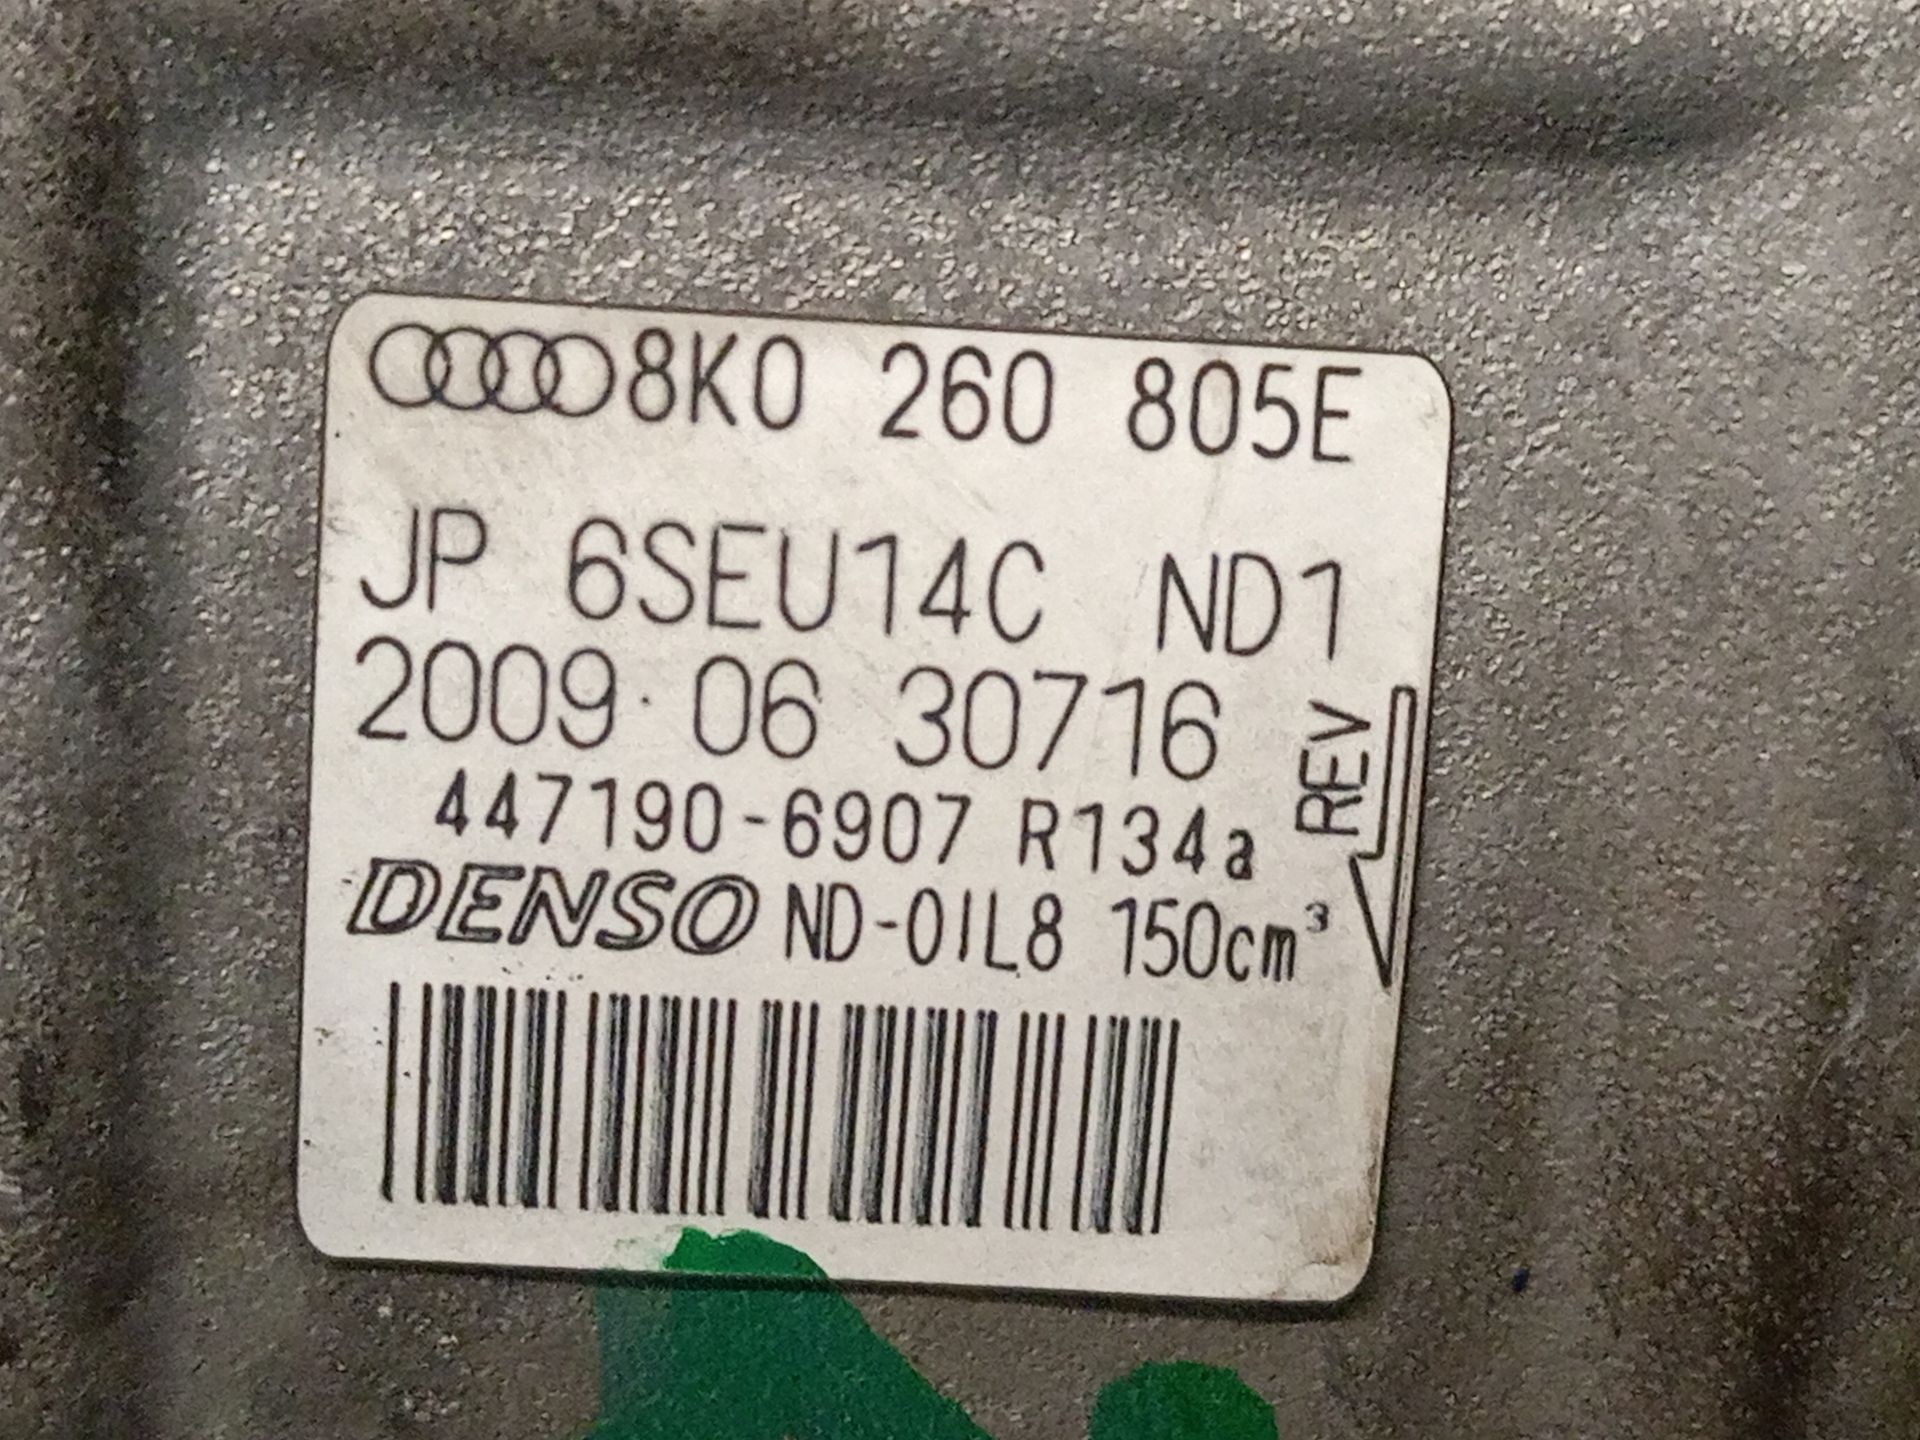 8K0 260 805E
JP 6SEU14C ND1
2009.06 30716
447190-6907 R134a
DENSO ND-OIL8 150cm³
REV